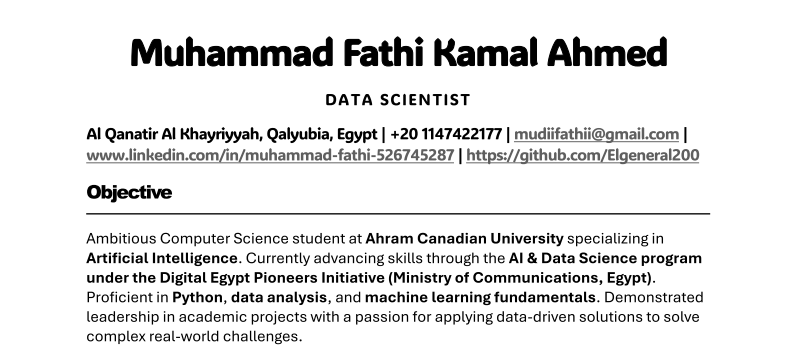 Muhammad Fathi Kamal Ahmed
DATA SCIENTIST
Al Qanatir Al Khayriyyah, Qalyubia, Egypt | +20 1147422177 | mudiifathii@gmail.com |
www.linkedin.com/in/muhammad-fathi-526745287 | https://github.com/Elgeneral200
Objective
Ambitious Computer Science student at Ahram Canadian University specializing in
Artificial Intelligence. Currently advancing skills through the AI & Data Science program
under the Digital Egypt Pioneers Initiative (Ministry of Communications, Egypt).
Proficient in Python, data analysis, and machine learning fundamentals. Demonstrated
leadership in academic projects with a passion for applying data-driven solutions to solve
complex real-world challenges.